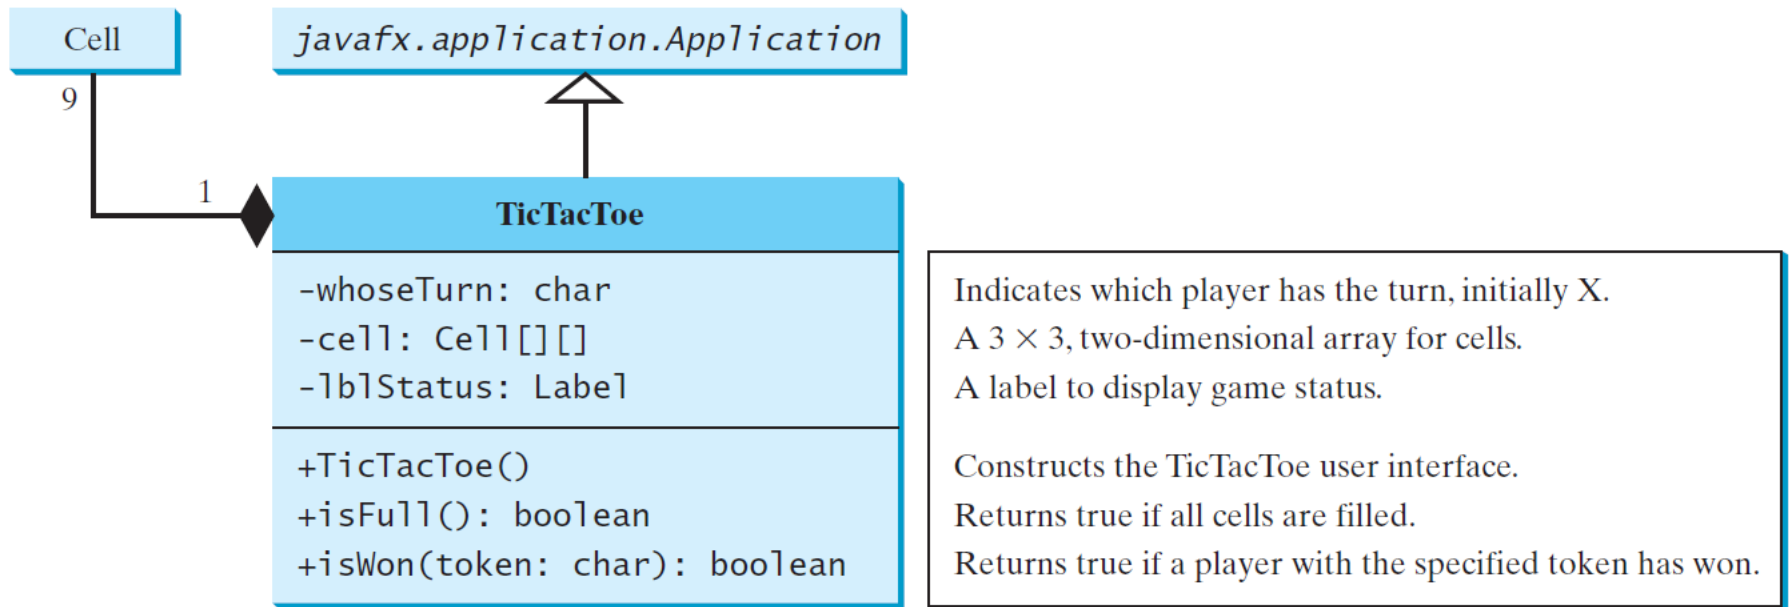 Cell
javafx.application.Application
9
1
TicTacToe
-whoseTurn: char
-cell: Cell[][]
-lblStatus: Label
+TicTacToe()
+isFull(): boolean
+isWon(token: char): boolean
Indicates which player has the turn, initially X.
A 3 × 3, two-dimensional array for cells.
A label to display game status.
Constructs the TicTacToe user interface.
Returns true if all cells are filled.
Returns true if a player with the specified token has won.